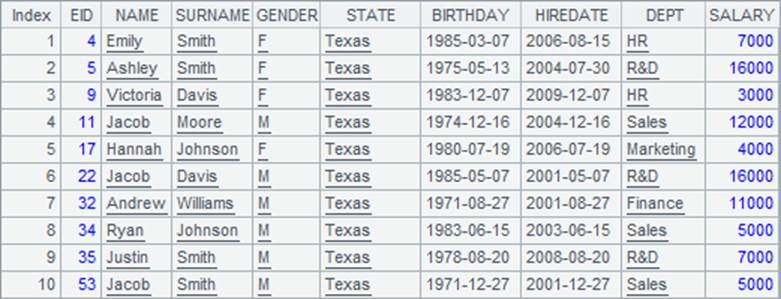 Index EID NAME SURNAME GENDER STATE BIRTHDAY HIREDATE DEPT SALARY
1 4 Emily Smith F Texas 1985-03-07 2006-08-15 HR 7000
2 5 Ashley Smith F Texas 1975-05-13 2004-07-30 R&D 16000
3 9 Victoria Davis F Texas 1983-12-07 2009-12-07 HR 3000
4 11 Jacob Moore M Texas 1974-12-16 2004-12-16 Sales 12000
5 17 Hannah Johnson F Texas 1980-07-19 2006-07-19 Marketing 4000
6 22 Jacob Davis M Texas 1985-05-07 2001-05-07 R&D 16000
7 32 Andrew Williams M Texas 1971-08-27 2001-08-27 Finance 11000
8 34 Ryan Johnson M Texas 1983-06-15 2003-06-15 Sales 5000
9 35 Justin Smith M Texas 1978-08-20 2008-08-20 R&D 7000
10 53 Jacob Smith M Texas 1971-12-27 2001-12-27 Sales 5000